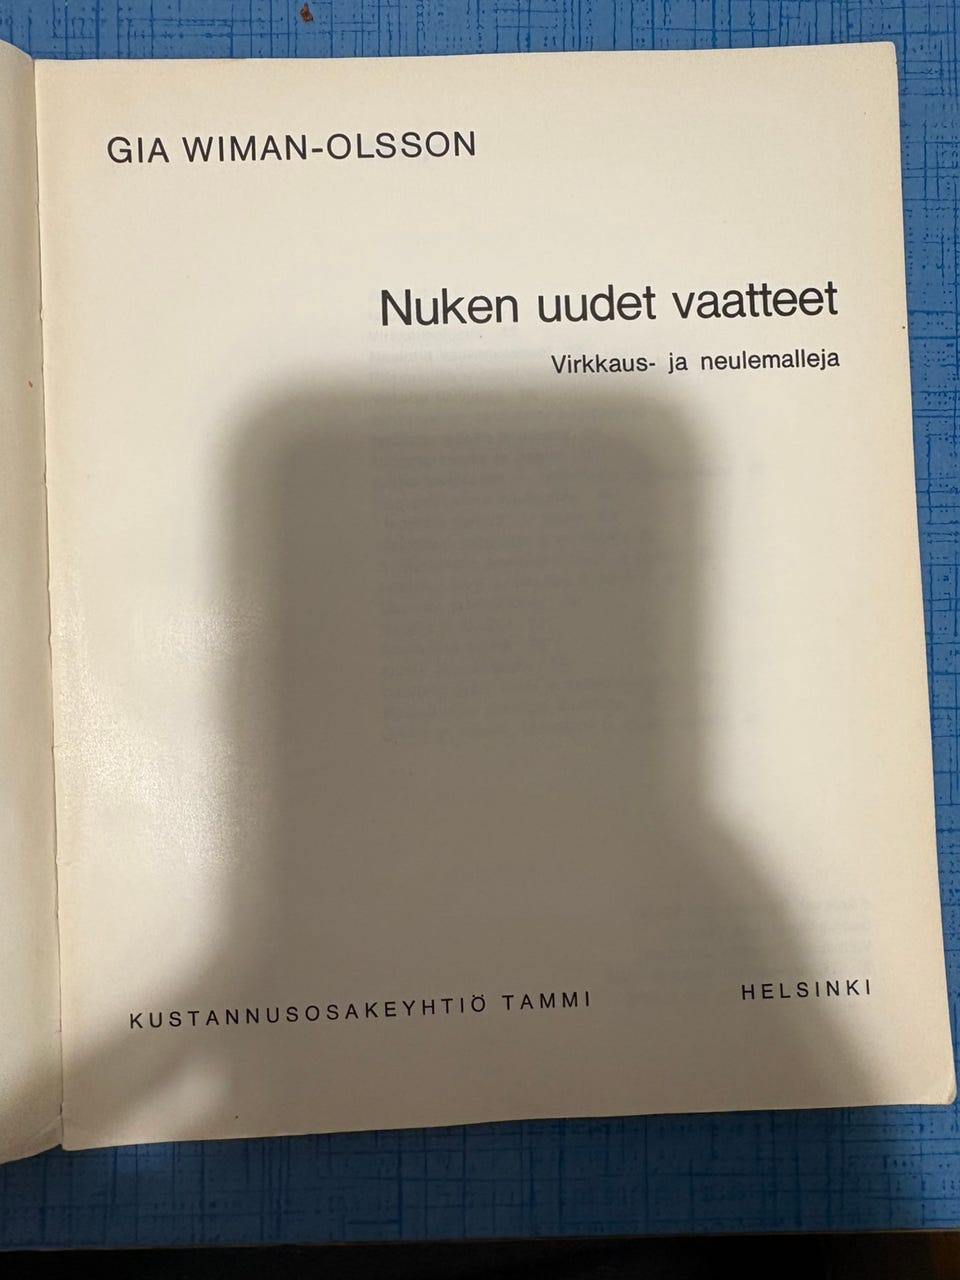 GIA WIMAN-OLSSON
Nuken uudet vaatteet
Virkkaus- ja neulemalleja
KUSTANNUSOSAKEYHTIÖ TAMMI HELSINKI